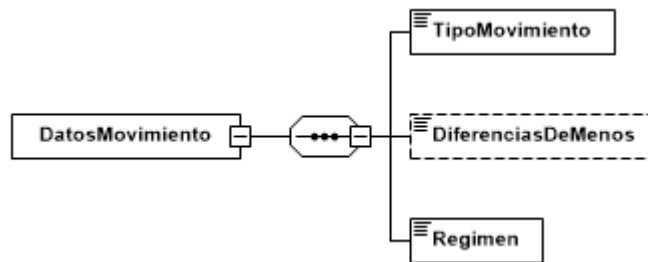 TipoMovimiento
DatosMovimiento
DiferenciasDeMenos
Regimen